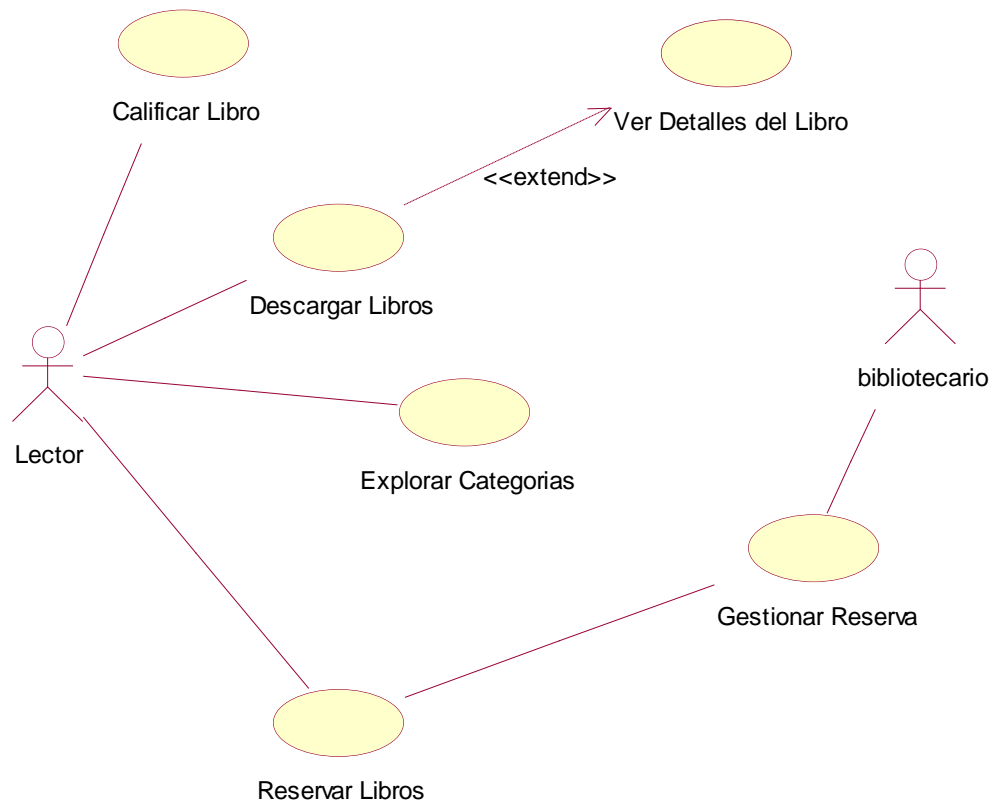 Calificar Libro
Ver Detalles del Libro
<<extend>>
Descargar Libros
bibliotecario
Lector
Explorar Categorias
Gestionar Reserva
Reservar Libros